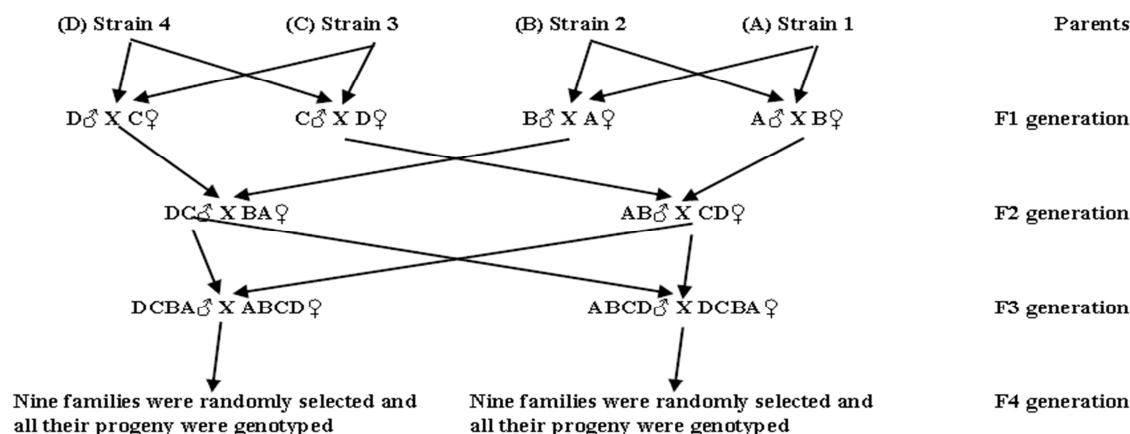 (D) Strain 4 (C) Strain 3 (B) Strain 2 (A) Strain 1 Parents
D♂ X C♀ C♂ X D♀ B♂ X A♀ A♂ X B♀ F1 generation
DC♂ X BA♀ AB♂ X CD♀ F2 generation
DCBA♂ X ABCD♀ ABCD♂ X DCBA♀ F3 generation
Nine families were randomly selected and Nine families were randomly selected and F4 generation
all their progeny were genotyped all their progeny were genotyped